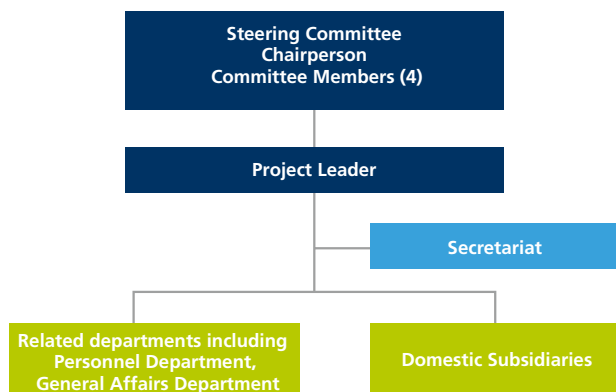 Steering Committee
Chairperson
Committee Members (4)
Project Leader
Secretariat
Related departments including
Personnel Department,
General Affairs Department
Domestic Subsidiaries